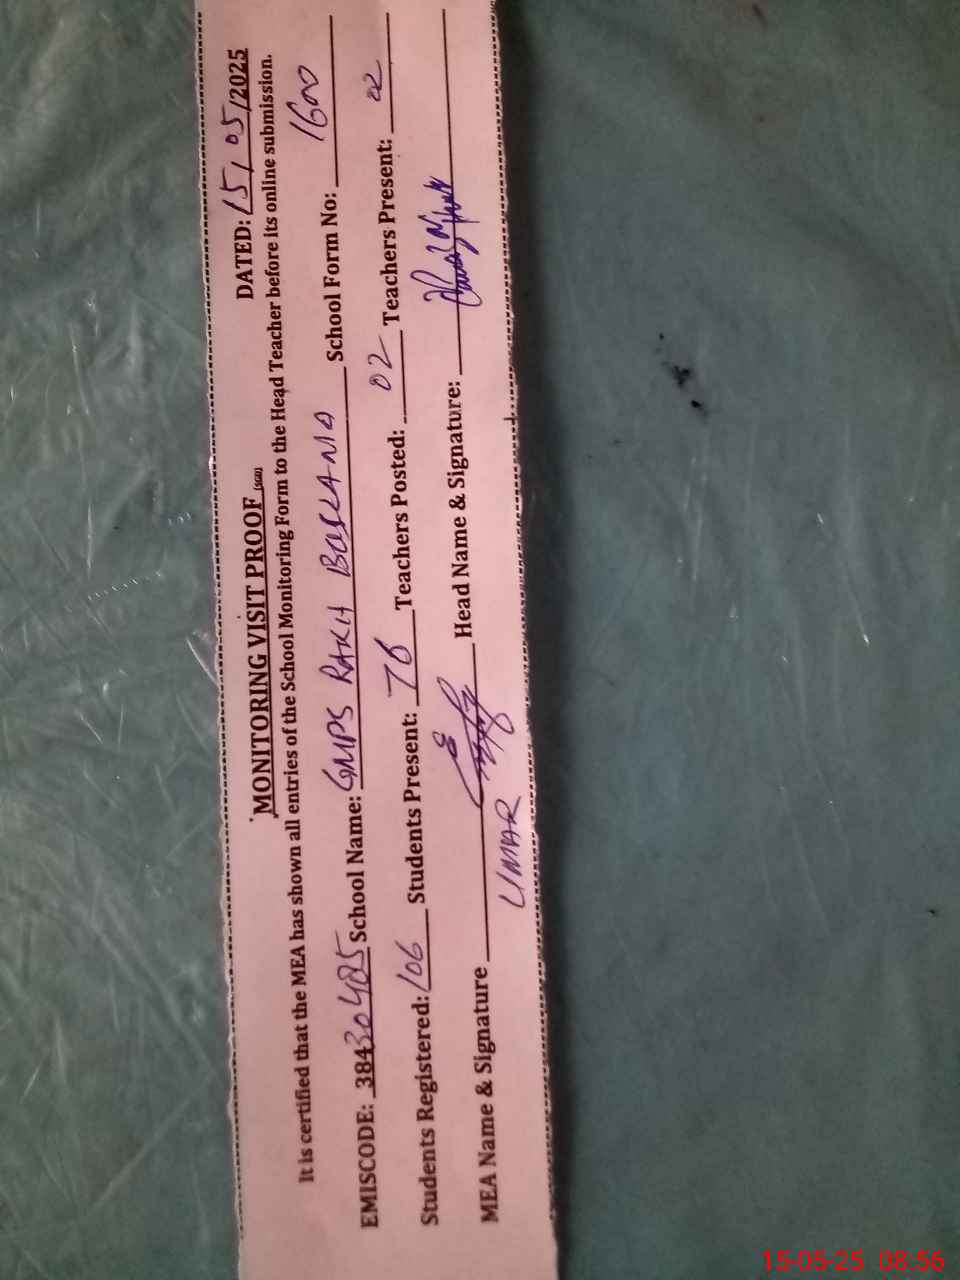 MONITORING VISIT PROOF (SED) DATED: 15/05/2025
It is certified that the MEA has shown all entries of the School Monitoring Form to the Head Teacher before its online submission.
EMISCODE: 38430485 School Name: GMPS RAKH School Form No: 1600
Students Registered: 106 Students Present: 76 Teachers Posted: 02 Teachers Present: 02
MEA Name & Signature Head Name & Signature:
UMAR
15-05-25 08:56